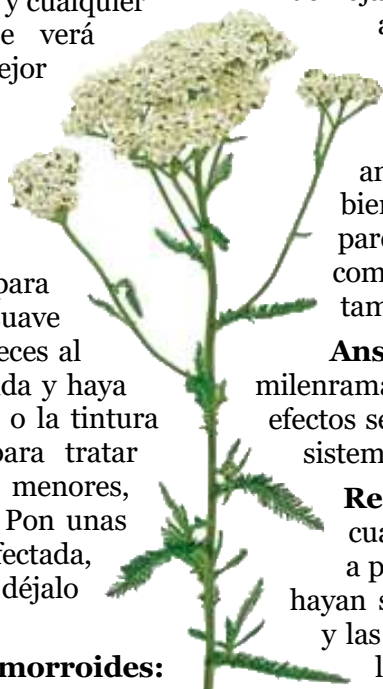 y cualquier
e verá
ejor
para
suave
eces al
da y haya
o la tintura
para tratar
menores,
Pon unas
fectada,
déjalo
morroides:
a
an
bien
pare
com
tam
Ans
milenrama
efectos se
sistem
Re
cua
a p
hayan s
y las
l